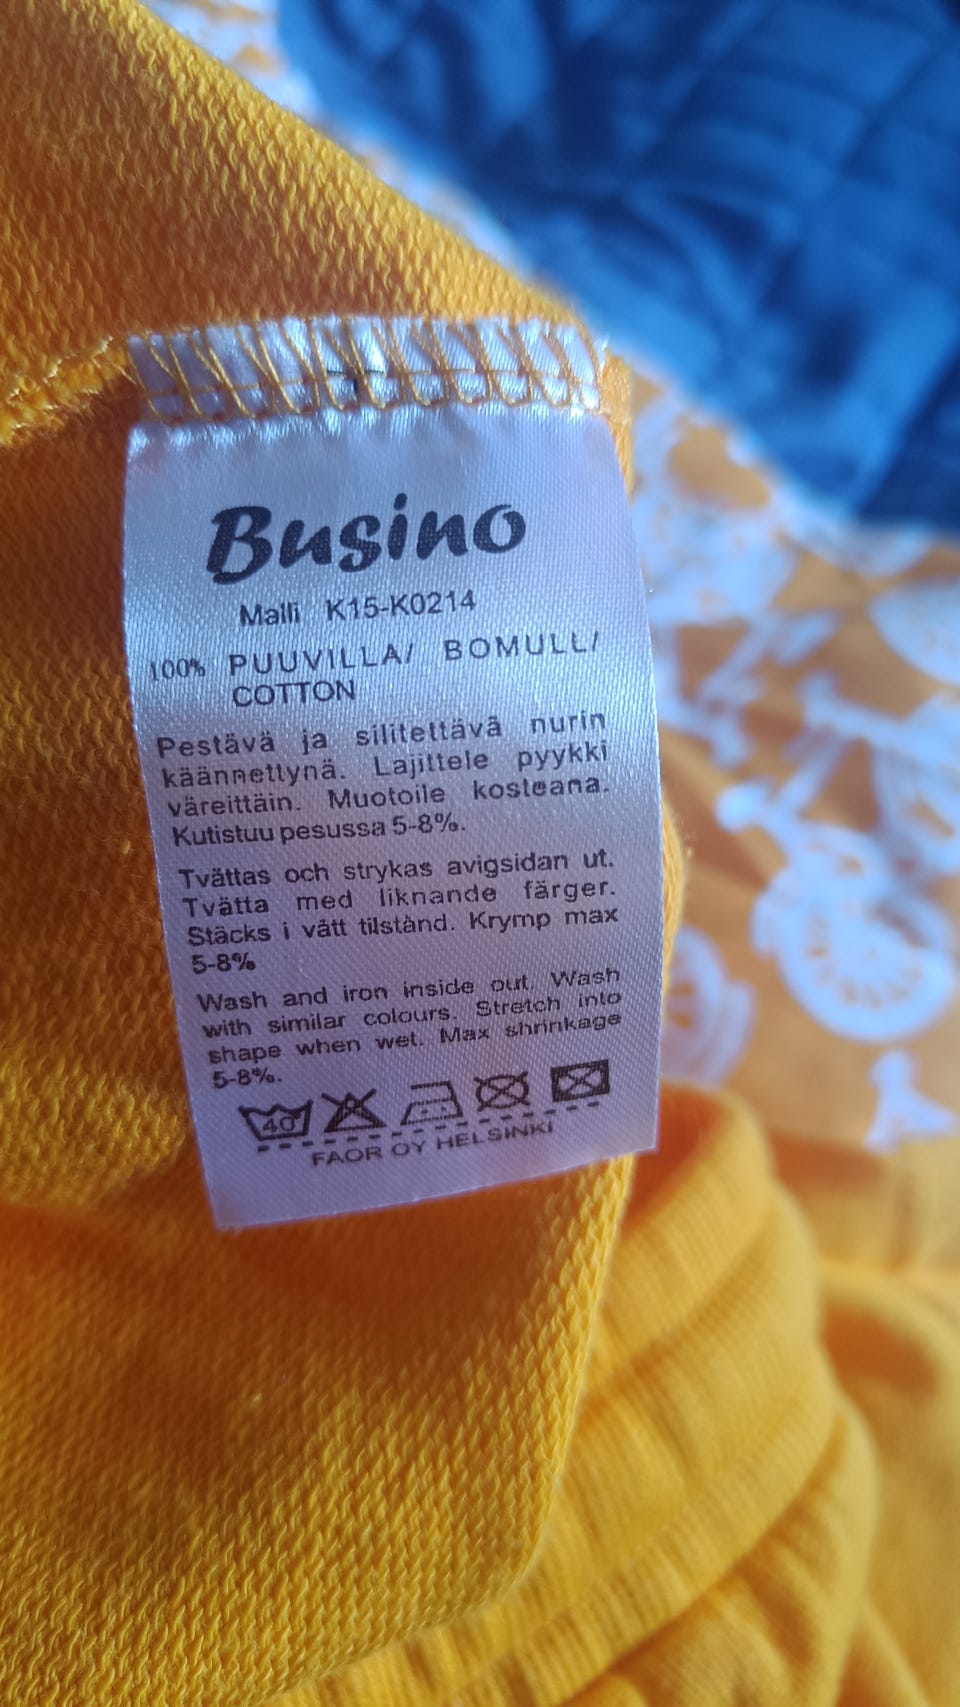 Busino
Malli K15-K0214
100% PUUVILLA/ BOMULL/
COTTON
Pestävä ja silitettävä nurin
käännettynä. Lajittele pyykki
väreittäin. Muotoile kosteana.
Kutistuu pesussa 5-8%.
Tvättas och strykas avigsidan ut.
Tvätta med liknande färger.
Stäcks i vått tilstånd. Krymp max
5-8%
Wash and iron inside out. Wash
with similar colours. Stretch into
shape when wet. Max shrinkage
5-8%.
40
FAOR OY HELSINKI